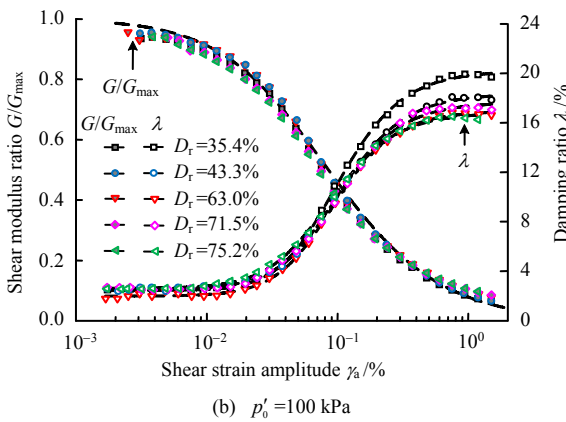 Shear modulus ratio G/Gmax
1.0
0.8
0.6
0.4
0.2
0.0
G/Gmax
G/Gmax λ
Dr=35.4%
Dr=43.3%
Dr=63.0%
Dr=71.5%
Dr=75.2%
λ
24
20
16
12
8
4
0
Damping ratio λ/%
10⁻³ 10⁻² 10⁻¹ 10⁰
Shear strain amplitude γa/%
(b) p′0=100 kPa